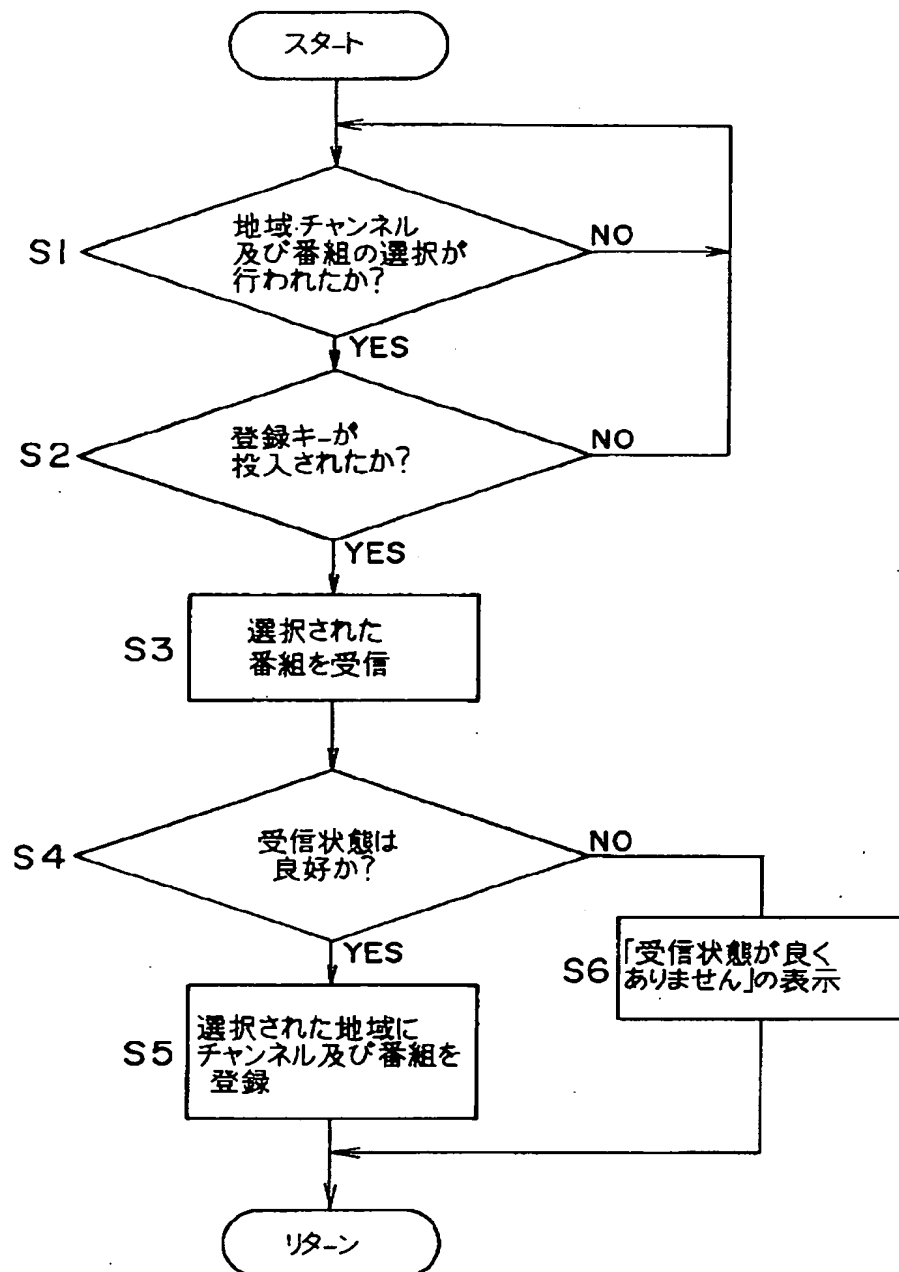 スタート
S1
地域・チャンネル
及び番組の選択が
行われたか?
NO
YES
S2
登録キーが
投入されたか?
NO
YES
S3
選択された
番組を受信
S4
受信状態は
良好か?
NO
YES
S6
「受信状態が良く
ありません」の表示
S5
選択された地域に
チャンネル及び番組を
登録
リターン